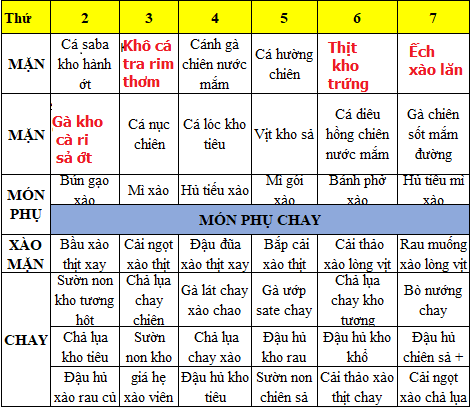 Thứ 2 3 4 5 6 7
MẶN
Cá saba
kho hành
ớt
Khô cá
tra rim
thơm
Cánh gà
chiên nước
mắm
Cá hường
chiên
Thịt
kho
trứng
Ếch
xào lăn
MẶN
Gà kho
cà ri
sả ớt
Cá nục
chiên
Cá lóc kho
tiêu
Vịt kho sả
Cá diêu
hồng chiên
nước mắm
Gà chiên
sốt mắm
đường
MÓN
PHỤ
Bún gạo
xào
Mì xào
Hủ tiếu xào
Mì gói
xào
Bánh phở
xào
Hủ tiếu mì
xào
MÓN PHỤ CHAY
XÀO
MẶN
Bầu xào
thịt xay
Cải ngọt
xào thịt
Đậu đũa
xào thịt xay
Bắp cải
xào thịt
Cải thảo
xào lòng vịt
Rau muống
xào lòng vịt
CHAY
Sườn non
kho tương
hột
Chả lụa
chay
chiên
Gà lát chay
xào chao
Gà ướp
sate chay
Chả lụa
chay kho
tương
Bò nướng
chay
Chả lụa
kho tiêu
Sườn
non kho
Chả lụa
chay xào
Đậu hủ
kho rau
Đậu hủ kho
khổ
Đậu hủ
chiên sả +
Đậu hủ
xào rau củ
giá hẹ
xào viên
Đậu hủ kho
tiêu
Sườn non
chiên sả
Cải thảo xào
thịt chay
Cải ngọt
xào chả lụa